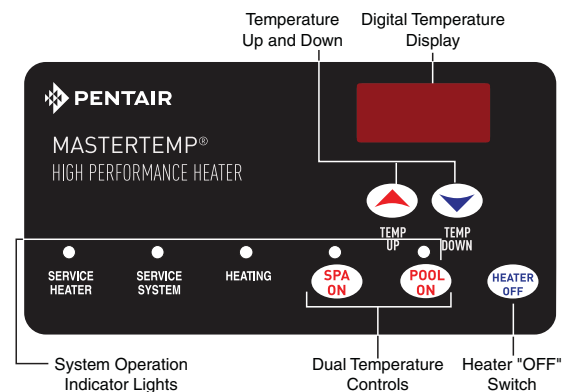 Temperature
Up and Down
Digital Temperature
Display
PENTAIR
MASTERTEMP®
HIGH PERFORMANCE HEATER
TEMP
UP
TEMP
DOWN
SERVICE
HEATER
SERVICE
SYSTEM
HEATING
SPA
ON
POOL
ON
HEATER
OFF
System Operation
Indicator Lights
Dual Temperature
Controls
Heater "OFF"
Switch